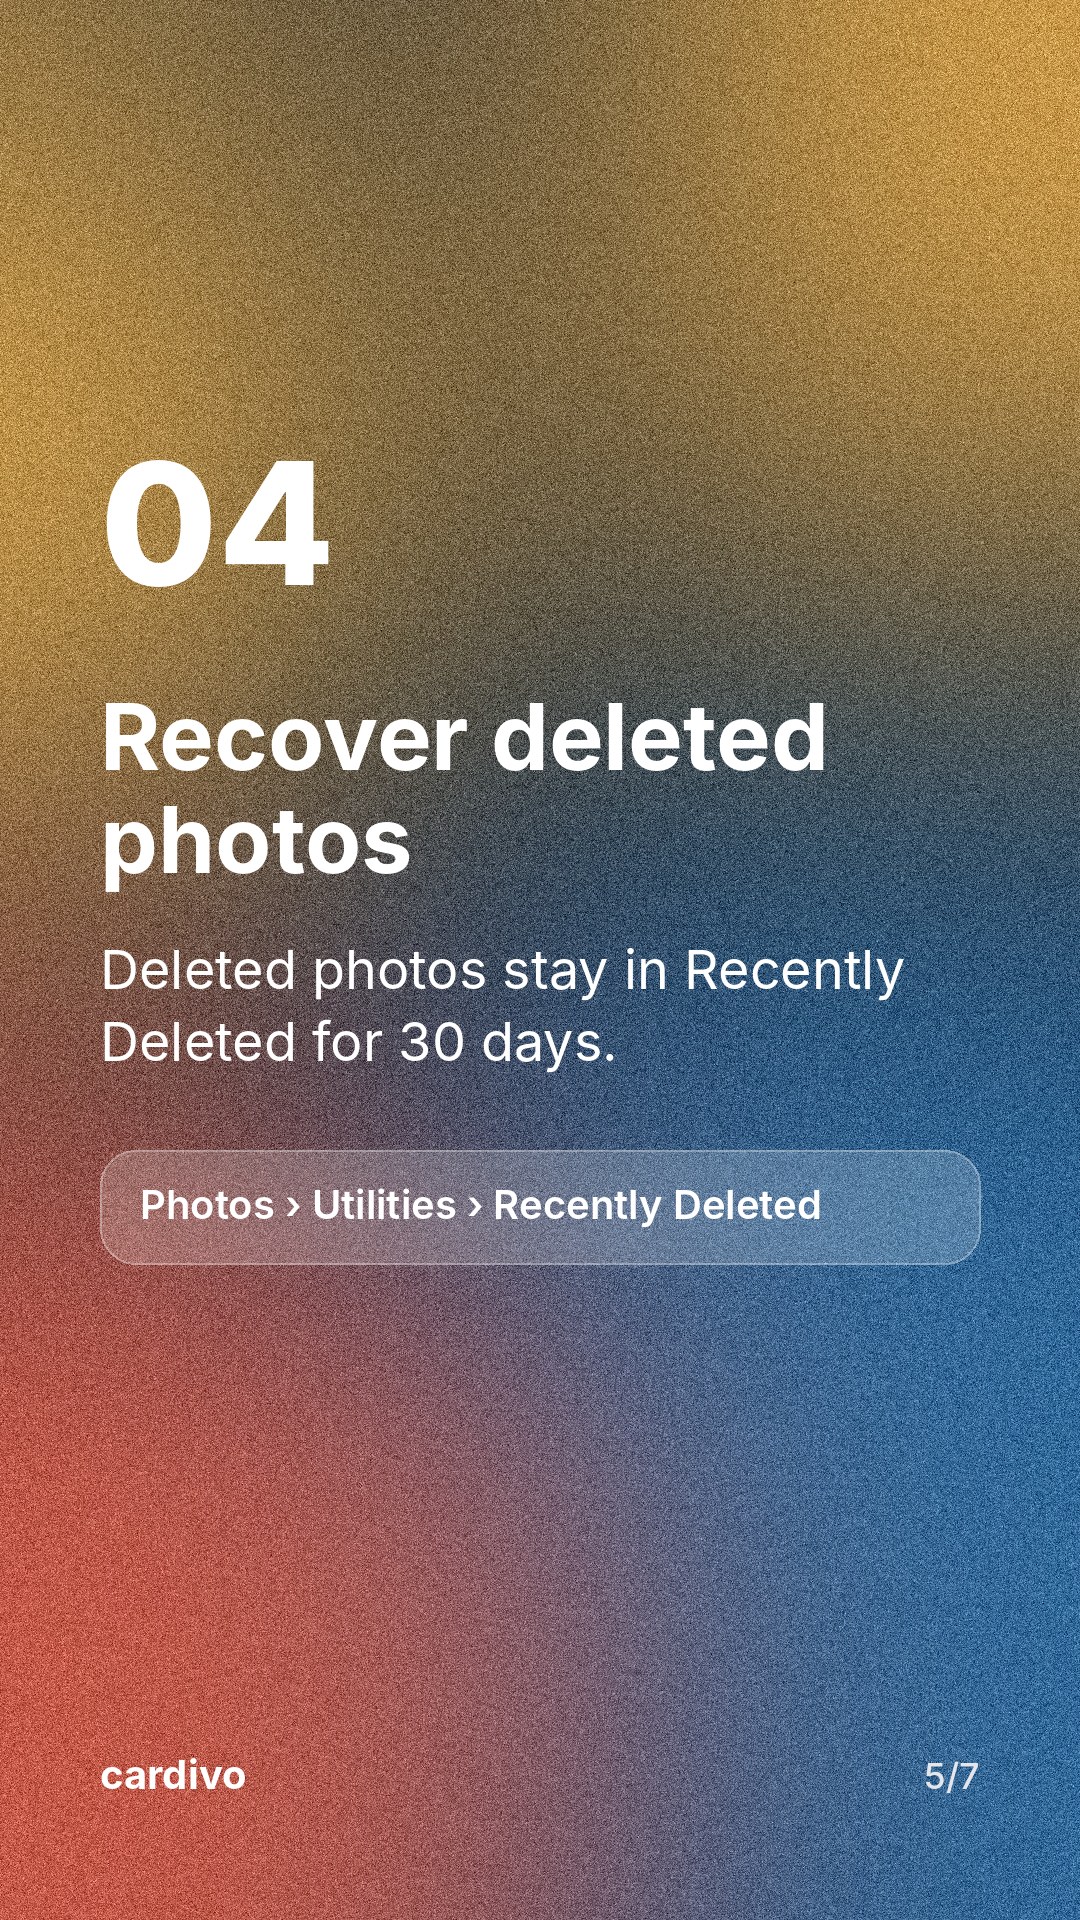 04
Recover deleted
photos
Deleted photos stay in Recently
Deleted for 30 days.
Photos › Utilities › Recently Deleted
cardivo
5/7